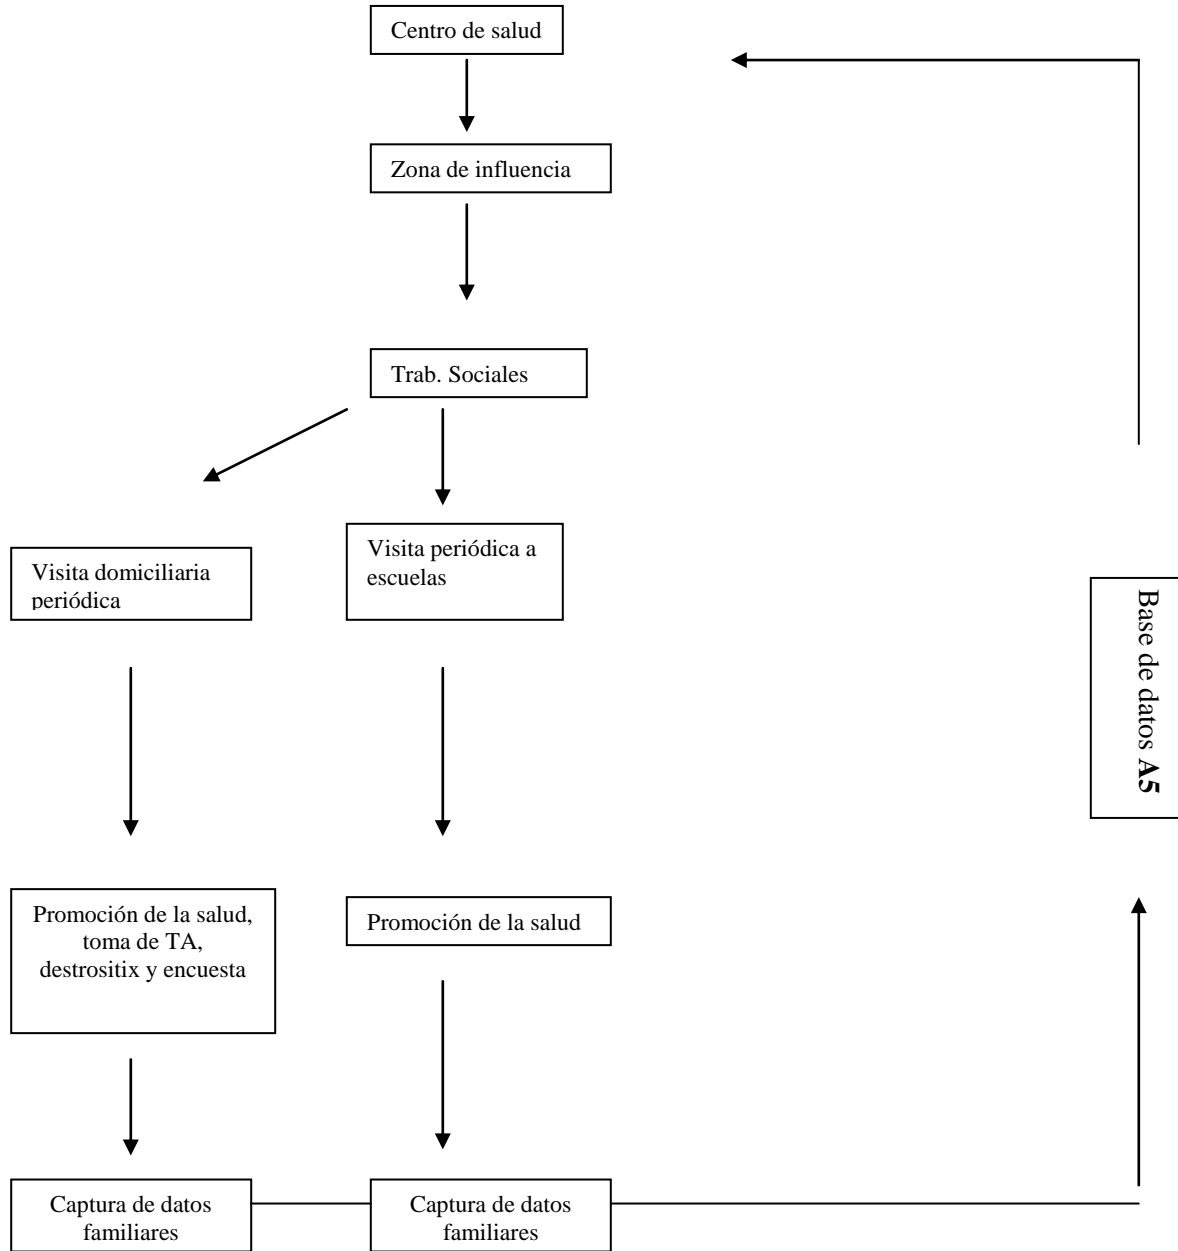 Centro de salud
Zona de influencia
Trab. Sociales
Visita domiciliaria
periódica
Visita periódica a
escuelas
Base de datos A5
Promoción de la salud,
toma de TA,
destrositix y encuesta
Promoción de la salud
Captura de datos
familiares
Captura de datos
familiares